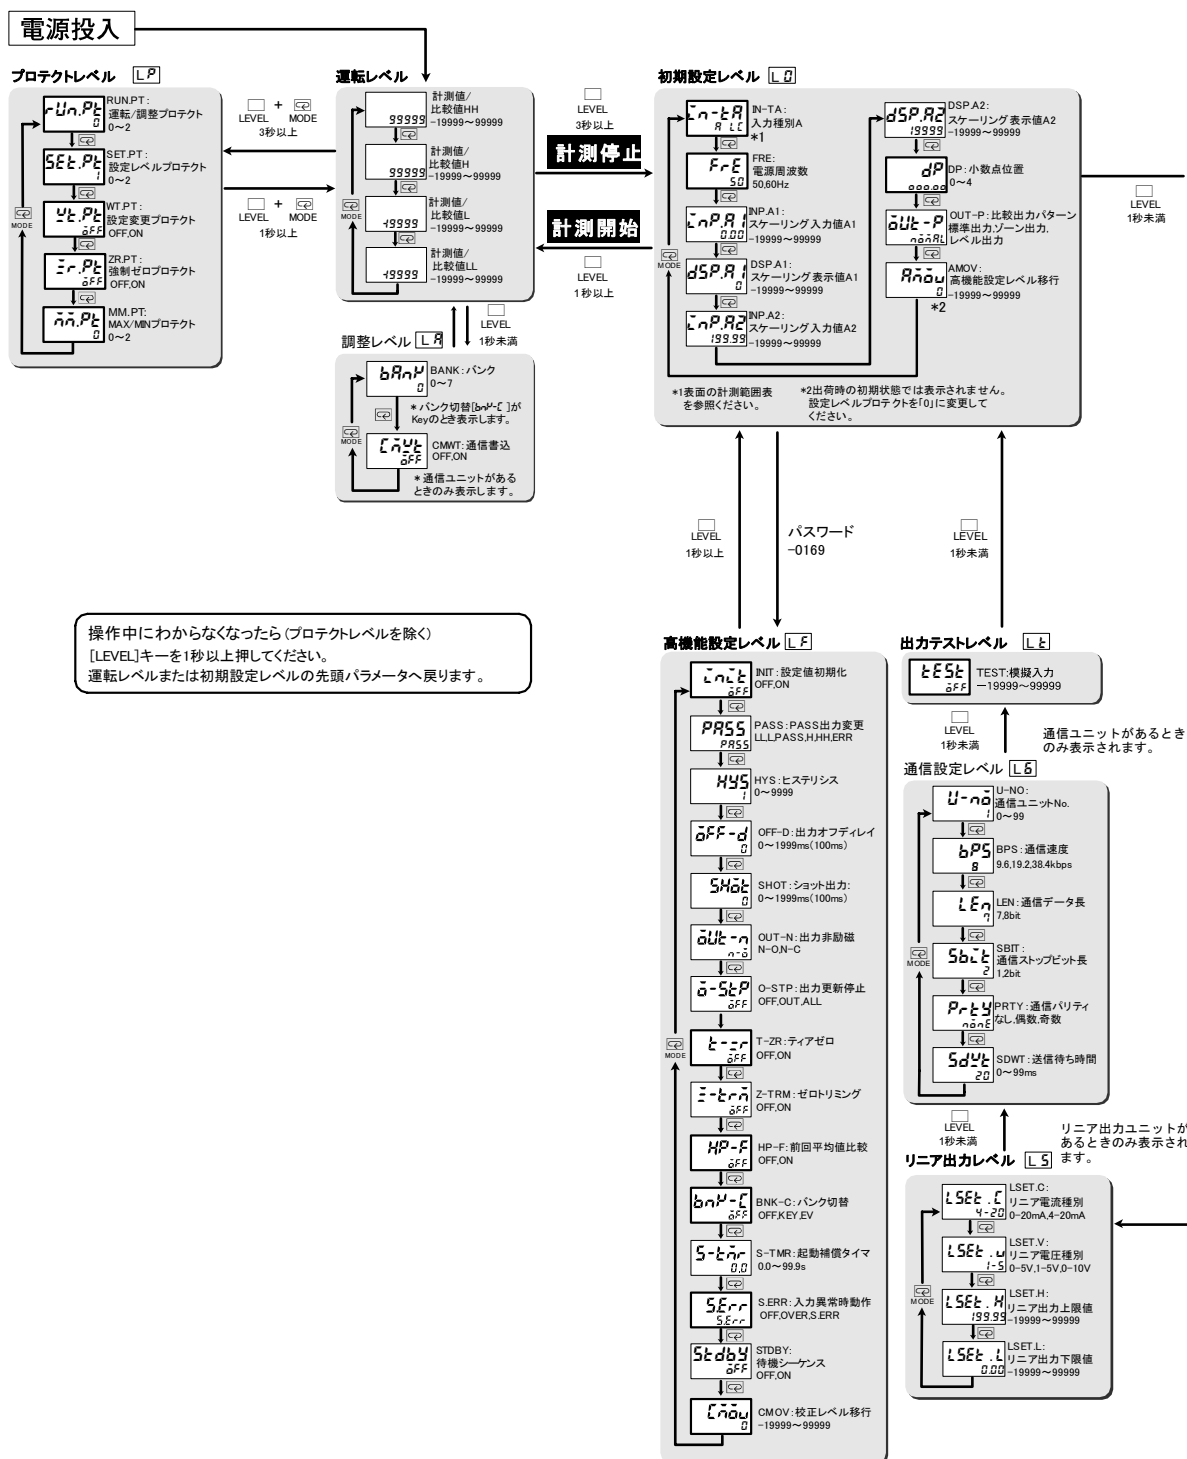 電源投入
プロテクトレベル LP
RUN.PT:
運転/調整プロテクト
0～2
SET.PT:
設定レベルプロテクト
0～2
WT.PT:
設定変更プロテクト
OFF,ON
ZR.PT:
強制ゼロプロテクト
OFF,ON
MM.PT:
MAX/MINプロテクト
0～2
MODE
LEVEL + MODE
3秒以上
LEVEL + MODE
1秒以上
運転レベル
99999
計測値/
比較値HH
-19999～99999
99999
計測値/
比較値H
-19999～99999
-19999
計測値/
比較値L
-19999～99999
-19999
計測値/
比較値LL
-19999～99999
MODE
LEVEL
1秒未満
調整レベル LA
BANK:バンク
0～7
*バンク切替[bnK-C]が
Keyのとき表示します。
CMWT:通信書込
OFF,ON
*通信ユニットがある
ときのみ表示します。
MODE
LEVEL
3秒以上
計測停止
計測開始
LEVEL
1秒以上
初期設定レベル L0
IN-TA:
入力種別A
*1
FRE:
電源周波数
50,60Hz
INP.A1:
スケーリング入力値A1
-19999～99999
DSP.A1:
スケーリング表示値A1
-19999～99999
INP.A2:
スケーリング入力値A2
-19999～99999
DSP.A2:
スケーリング表示値A2
-19999～99999
DP:小数点位置
0～4
OUT-P:比較出力パターン
標準出力,ゾーン出力,
レベル出力
AMOV:
高機能設定レベル移行
-19999～99999
*2
MODE
*1表面の計測範囲表
を参照ください。
*2出荷時の初期状態では表示されません。
設定レベルプロテクトを「0」に変更して
ください。
LEVEL
1秒未満
LEVEL
1秒以上
パスワード
-0169
LEVEL
1秒未満
操作中にわからなくなったら(プロテクトレベルを除く)
[LEVEL]キーを1秒以上押してください。
運転レベルまたは初期設定レベルの先頭パラメータへ戻ります。
高機能設定レベル LF
INIT:設定値初期化
OFF,ON
PASS:PASS出力変更
LL,L,PASS,H,HH,ERR
HYS:ヒステリシス
0～9999
OFF-D:出力オフディレイ
0～1999ms(100ms)
SHOT:ショット出力:
0～1999ms(100ms)
OUT-N:出力非励磁
N-O,N-C
O-STP:出力更新停止
OFF,OUT,ALL
T-ZR:ティアゼロ
OFF,ON
Z-TRM:ゼロトリミング
OFF,ON
HP-F:前回平均値比較
OFF,ON
BNK-C:バンク切替
OFF,KEY,EV
S-TMR:起動補償タイマ
0.0～99.9s
S.ERR:入力異常時動作
OFF,OVER,S.ERR
STDBY:
待機シーケンス
OFF,ON
CMOV:校正レベル移行
-19999～99999
MODE
出力テストレベル Lt
TEST:模擬入力
-19999～99999
LEVEL
1秒未満
通信ユニットがあるとき
のみ表示されます。
通信設定レベル L6
U-NO:
通信ユニットNo.
0～99
BPS:通信速度
9.6,19.2,38.4kbps
LEN:通信データ長
7,8bit
SBIT:
通信ストップビット長
1,2bit
PRTY:通信パリティ
なし,偶数,奇数
SDWT:送信待ち時間
0～99ms
MODE
LEVEL
1秒未満
リニア出力ユニットが
あるときのみ表示され
ます。
リニア出力レベル L5
LSET.C:
リニア電流種別
0-20mA,4-20mA
LSET.V:
リニア電圧種別
0-5V,1-5V,0-10V
LSET.H:
リニア出力上限値
-19999～99999
LSET.L:
リニア出力下限値
-19999～99999
MODE